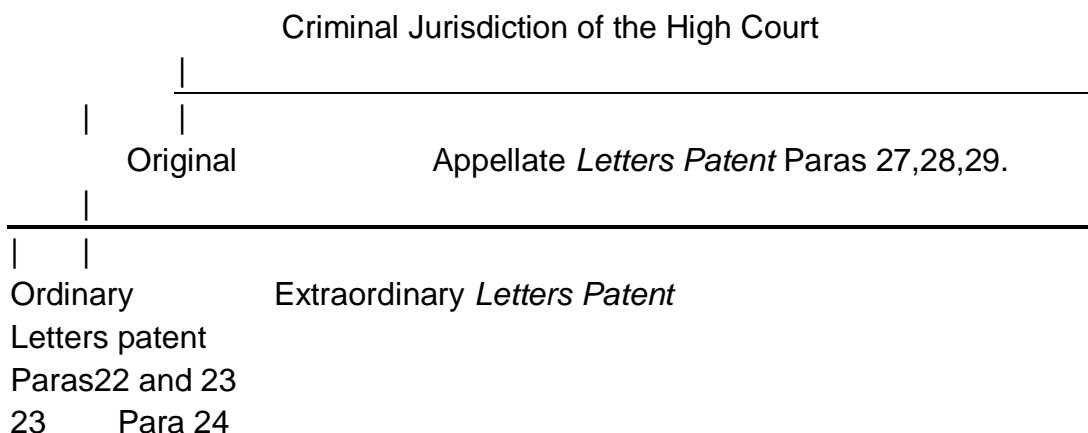 Criminal Jurisdiction of the High Court
|
| |
Original Appellate Letters Patent Paras 27,28,29.
|
| |
Ordinary Extraordinary Letters Patent
Letters patent
Paras22 and 23
23 Para 24